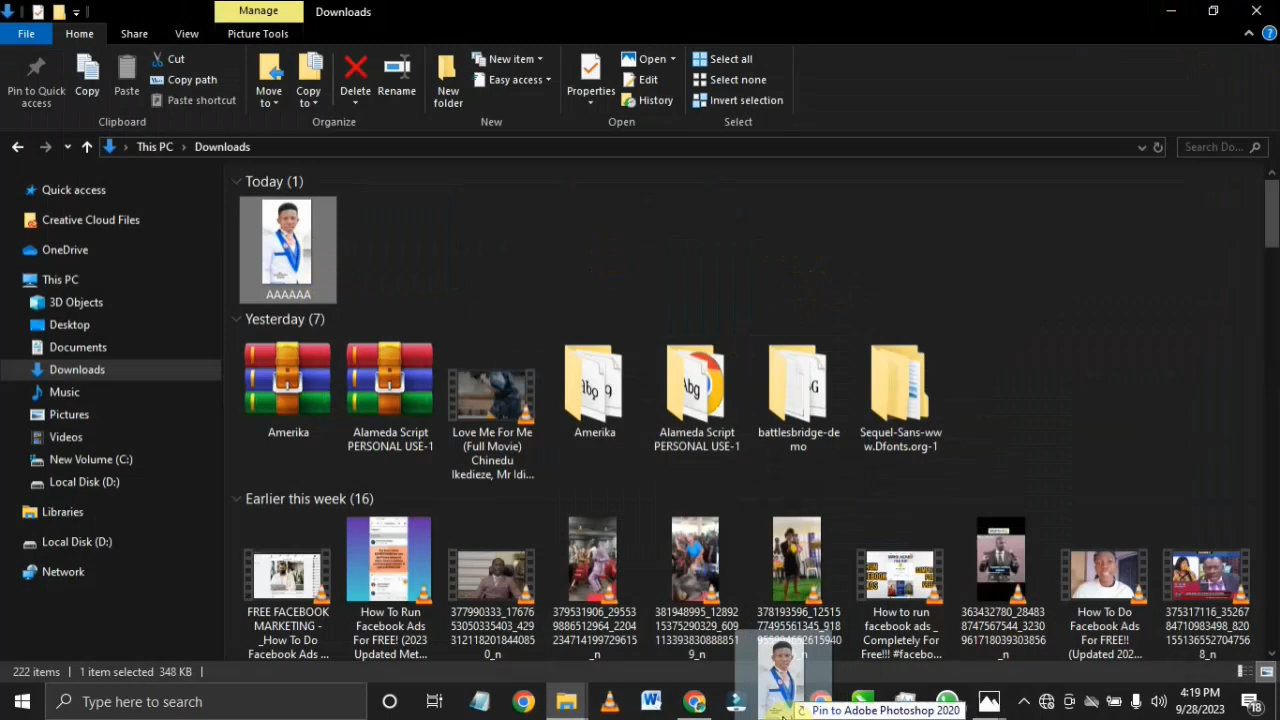 Manage
Downloads
File
Home
Share
View
Picture Tools
Pin to Quick
access
Copy
Paste
Cut
Copy path
Paste shortcut
Clipboard
Move
to
Copy
to
Delete
Rename
Organize
New
folder
New item
Easy access
New
Properties
Open
Edit
History
Open
Select all
Select none
Invert selection
Select
This PC
Downloads
Search Do...
Quick access
Creative Cloud Files
OneDrive
This PC
3D Objects
Desktop
Documents
Downloads
Music
Pictures
Videos
New Volume (C:)
Local Disk (D:)
Libraries
Local Disk (D:)
Network
Today (1)
AAAAAA
Yesterday (7)
Amerika
Alameda Script
PERSONAL USE-1
Love Me For Me
(Full Movie)
Chinedu
Ikedieze, Mr Idi...
Amerika
Alameda Script
PERSONAL USE-1
battlesbridge-de
mo
Sequel-Sans-ww
w.Dfonts.org-1
Earlier this week (16)
FREE FACEBOOK
MARKETING -
_How To Do
Facebook Ads ...
How To Run
Facebook Ads
For FREE! (2023
Updated Met...
377990333_17676
53050335403_429
312118201844085
0_n
379531906_29553
9886512964_2204
234714199729615
_n
381948995_12892
15375290329_609
113393830888851
9_n
378193596_12515
77495561345_918
How to run
facebook ads _
Completely For
Free!!! #facebo...
363432780_28483
8747567544_3230
961718039303856
_n
How To Do
Facebook Ads
For FREE!!
(Updated 202...
375317116_35267
84710983498_820
155136552704756
8_n
222 items
1 item selected 348 KB
Type here to search
Pin to Adobe Photoshop 2020
4:19 PM
9/28/2023
18